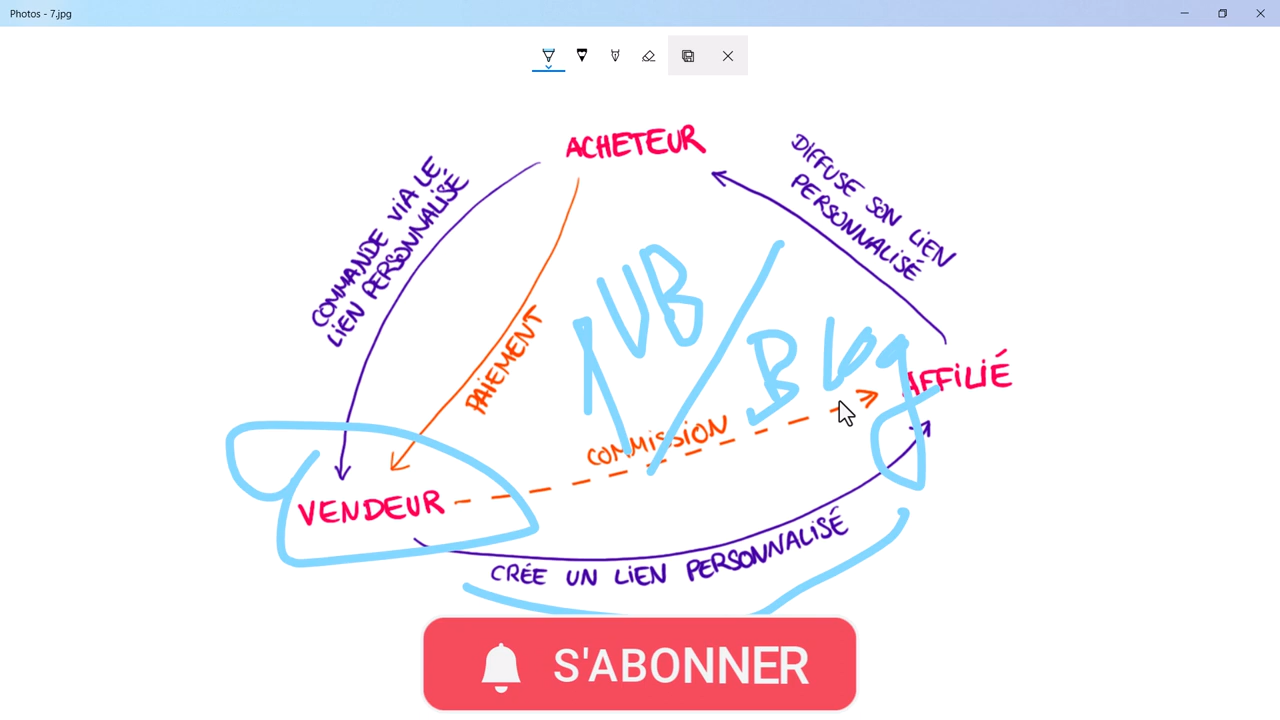 Photos - 7.jpg
ACHETEUR
DIFFUSE SON LIEN
PERSONNALISÉ
COMMANDE VIA LE
LIEN PERSONNALISÉ
PAIEMENT
Blog
AFFILIÉ
COMMISSION
VENDEUR
CRÉE UN LIEN PERSONNALISÉ
S'ABONNER